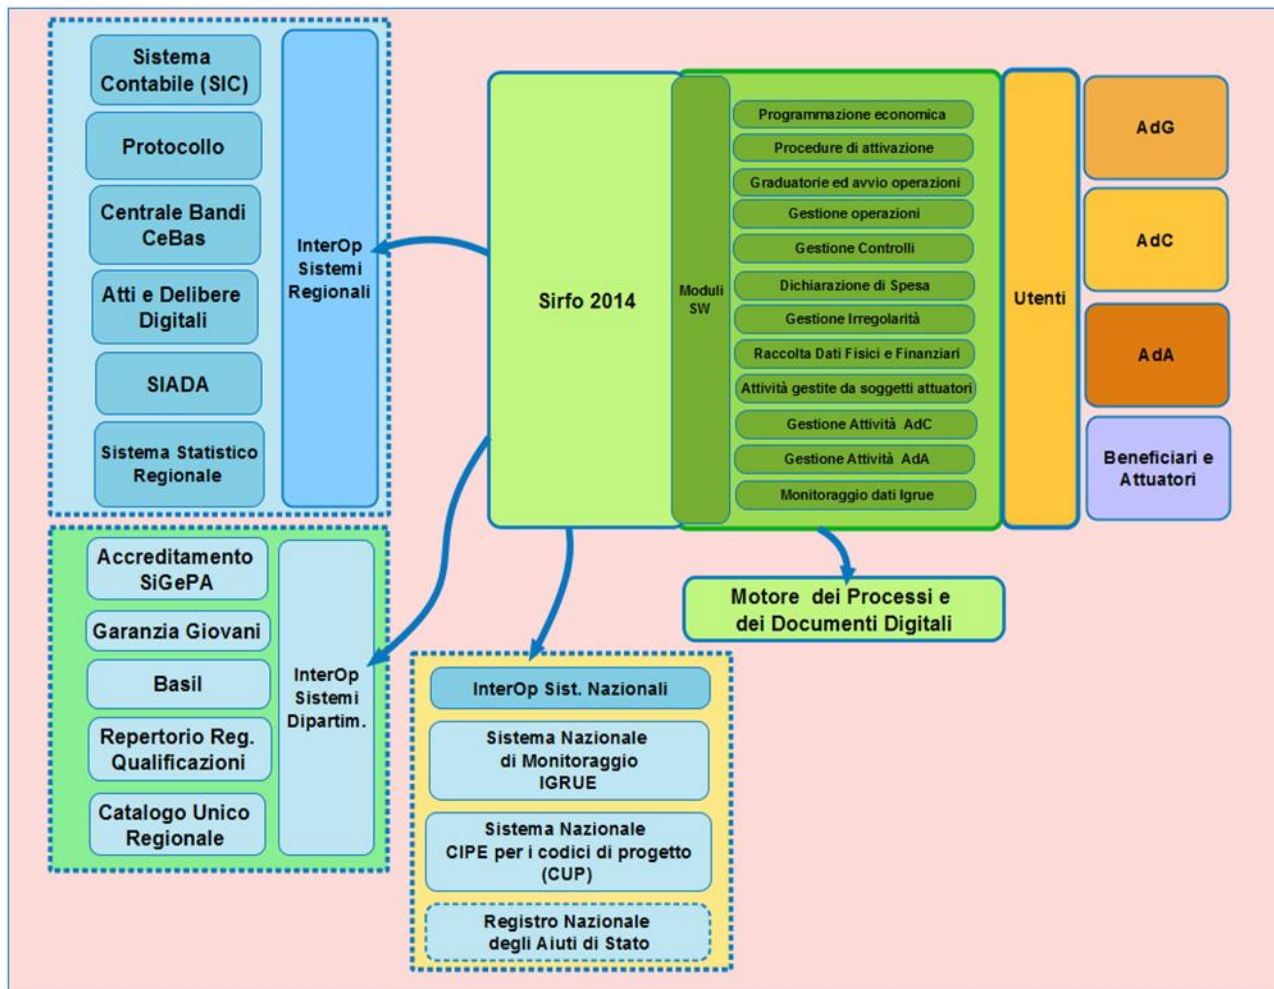 Sistema
Contabile (SIC)
Protocollo
Centrale Bandi
CeBas
Atti e Delibere
Digitali
SIADA
Sistema Statistico
Regionale
InterOp
Sistemi
Regionali
Accreditamento
SiGePA
Garanzia Giovani
Basil
Repertorio Reg.
Qualificazioni
Catalogo Unico
Regionale
InterOp
Sistemi
Dipartim.
Sirfo 2014
Moduli
SW
Programmazione economica
Procedure di attivazione
Graduatorie ed avvio operazioni
Gestione operazioni
Gestione Controlli
Dichiarazione di Spesa
Gestione Irregolarità
Raccolta Dati Fisici e Finanziari
Attività gestite da soggetti attuatori
Gestione Attività AdC
Gestione Attività AdA
Monitoraggio dati Igrue
Utenti
AdG
AdC
AdA
Beneficiari e
Attuatori
Motore dei Processi e
dei Documenti Digitali
InterOp Sist. Nazionali
Sistema Nazionale
di Monitoraggio
IGRUE
Sistema Nazionale
CIPE per i codici di progetto
(CUP)
Registro Nazionale
degli Aiuti di Stato